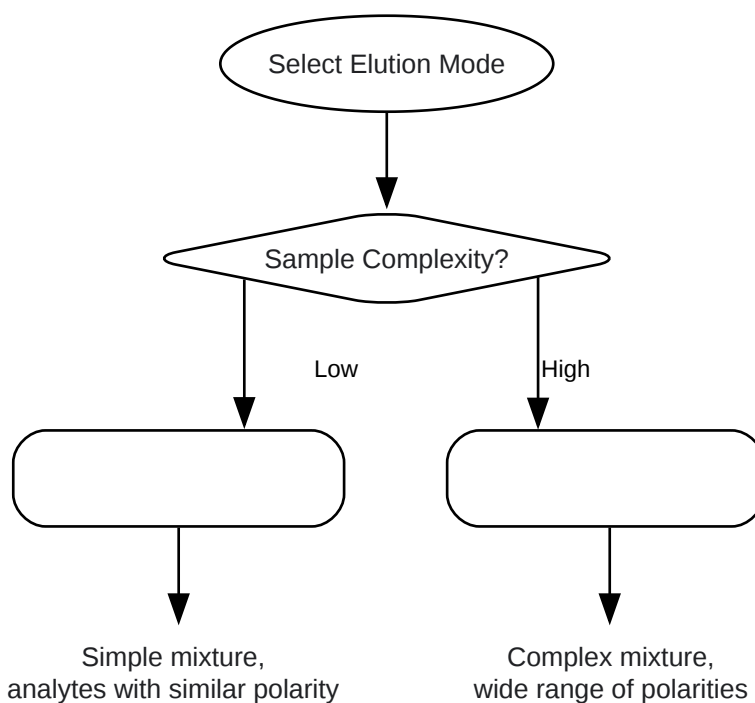 Select Elution Mode
Sample Complexity?
Low
High
Simple mixture,
analytes with similar polarity
Complex mixture,
wide range of polarities